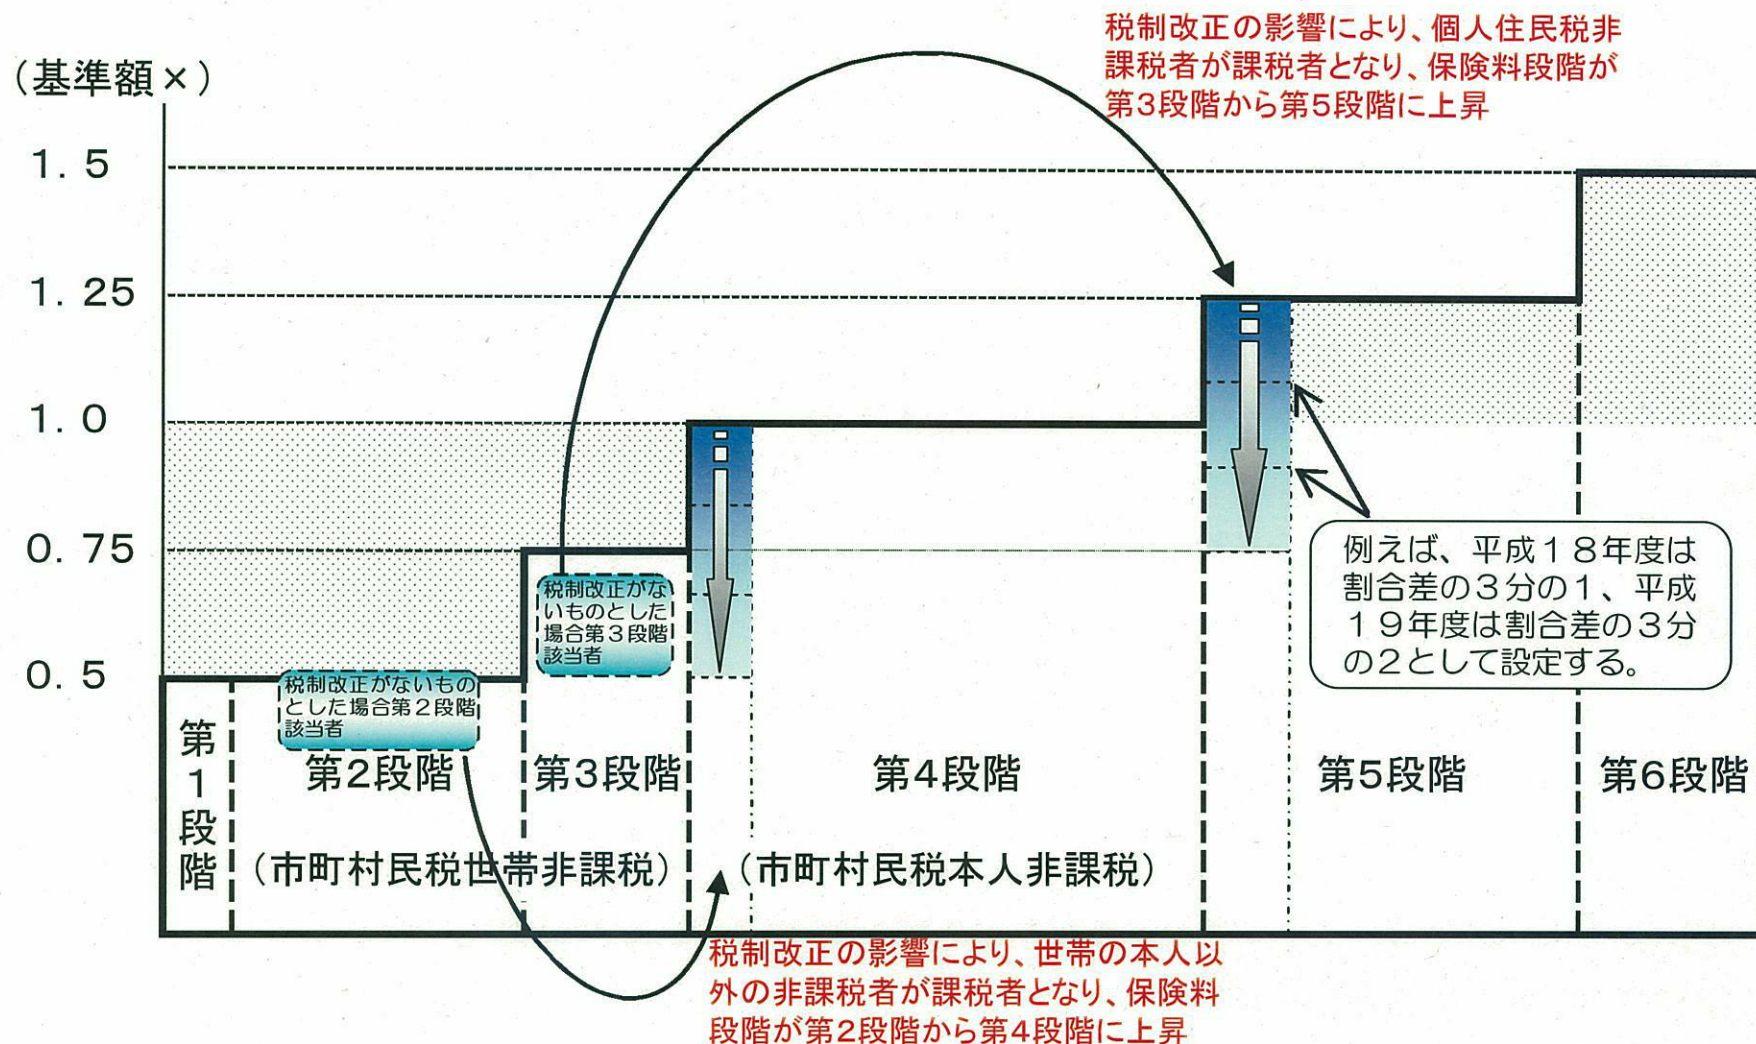 税制改正の影響により、個人住民税非
課税者が課税者となり、保険料段階が
第3段階から第5段階に上昇
（基準額×）
１．５
１．２５
１．０
０．７５
０．５
例えば、平成１８年度は
割合差の３分の１、平成
１９年度は割合差の３分
の２として設定する。
税制改正がな
いものとした
場合第３段階
該当者
税制改正がないもの
とした場合第２段階
該当者
第１段階
第2段階
第3段階
第4段階
第5段階
第6段階
（市町村民税世帯非課税）
（市町村民税本人非課税）
税制改正の影響により、世帯の本人以
外の非課税者が課税者となり、保険料
段階が第2段階から第4段階に上昇